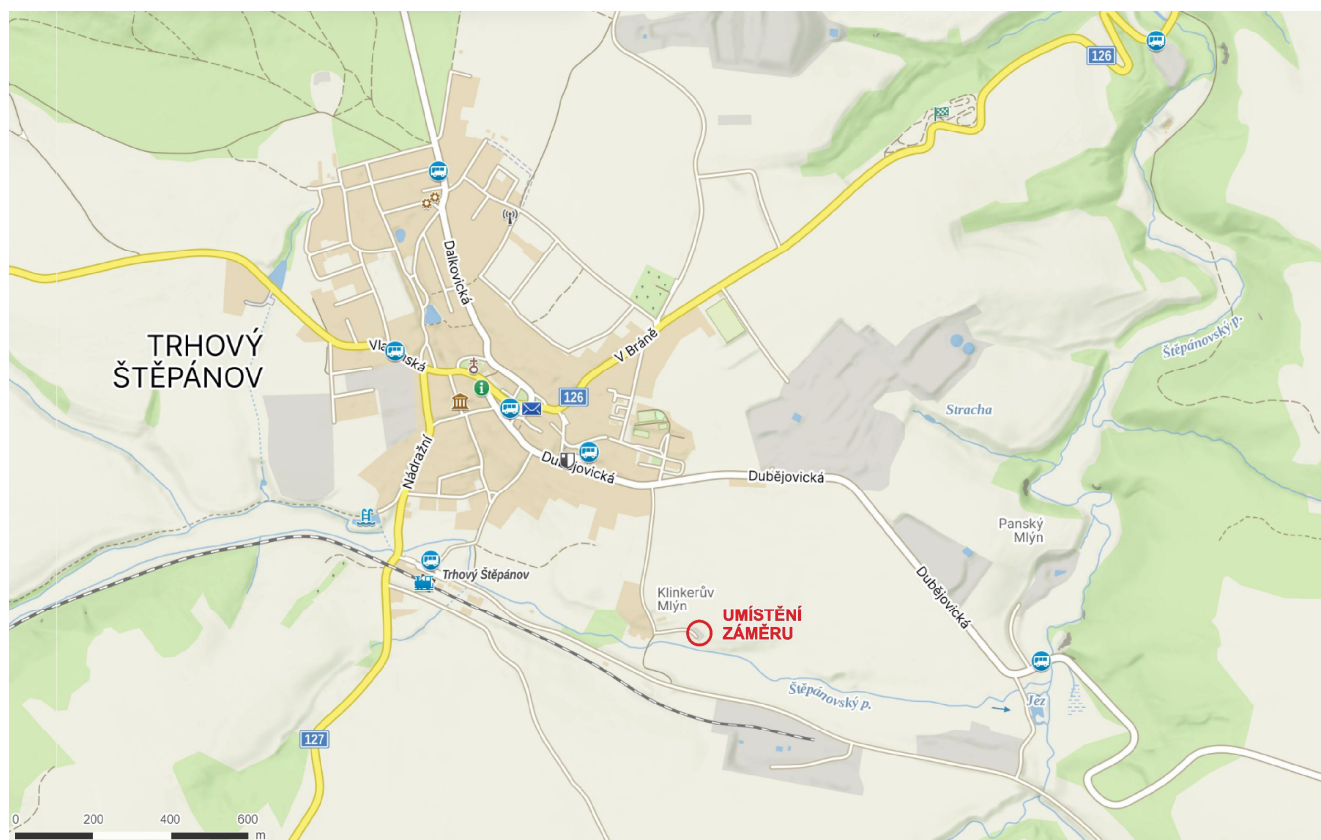 126
Dalkovická
TRHOVÝ
ŠTĚPÁNOV
Vlašimská
V Bráně
Štěpánovský p.
126
Stracha
Nádražní
Dubějovická
Dubějovická
Panský
Mlýn
Trhový Štěpánov
Klinkerův
Mlýn
UMÍSTĚNÍ
ZÁMĚRU
Dubějovická
Štěpánovský p.
Jez
127
0 200 400 600
m